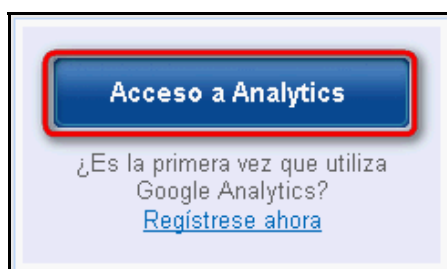 Acceso a Analytics
¿Es la primera vez que utiliza
Google Analytics?
Regístrese ahora